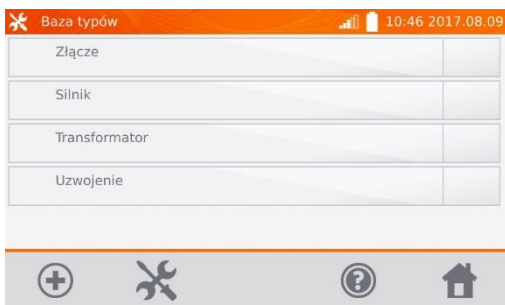 Baza typów 10:46 2017.08.09
Złącze
Silnik
Transformator
Uzwojenie